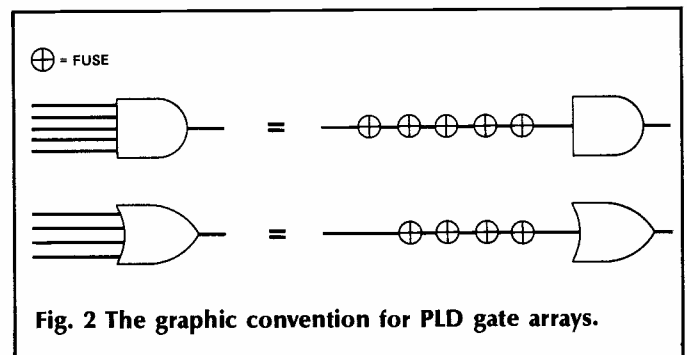 = FUSE
=
=
Fig. 2 The graphic convention for PLD gate arrays.